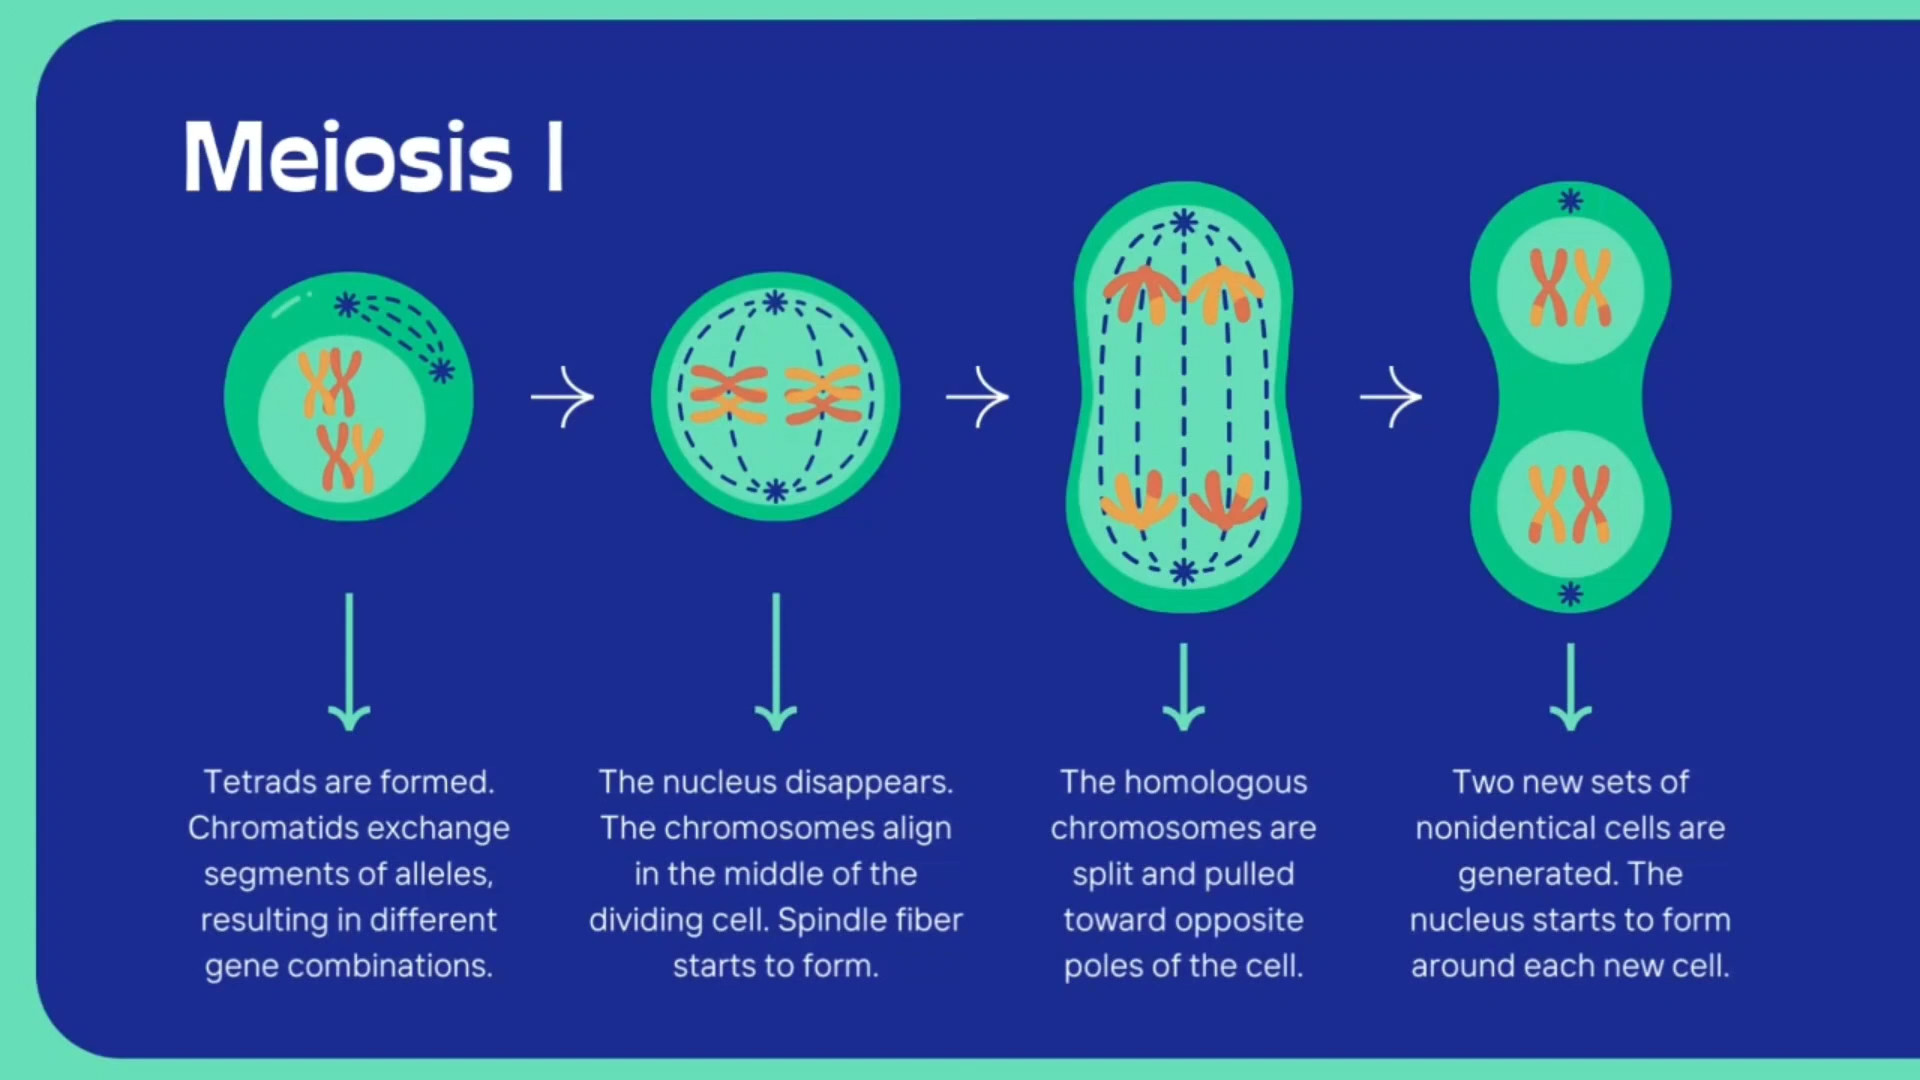 Meiosis I
Tetrads are formed.
Chromatids exchange
segments of alleles,
resulting in different
gene combinations.
The nucleus disappears.
The chromosomes align
in the middle of the
dividing cell. Spindle fiber
starts to form.
The homologous
chromosomes are
split and pulled
toward opposite
poles of the cell.
Two new sets of
nonidentical cells are
generated. The
nucleus starts to form
around each new cell.